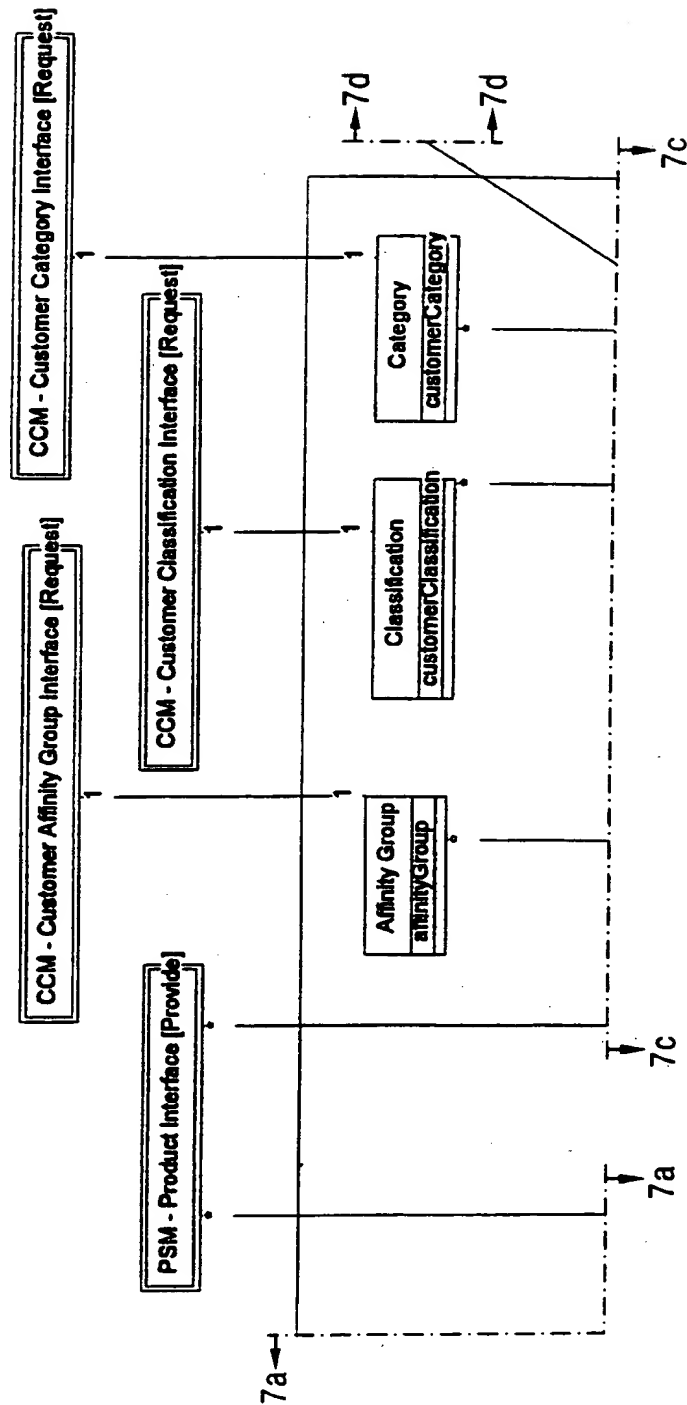 CCM - Customer Category Interface [Request]
CCM - Customer Affinity Group Interface [Request]
CCM - Customer Classification Interface [Request]
PSM - Product Interface [Provide]
1
1
1
1
1
1
Affinity Group
affinityGroup
Classification
customerClassification
Category
customerCategory
7a
7a
7c
7c
7d
7d